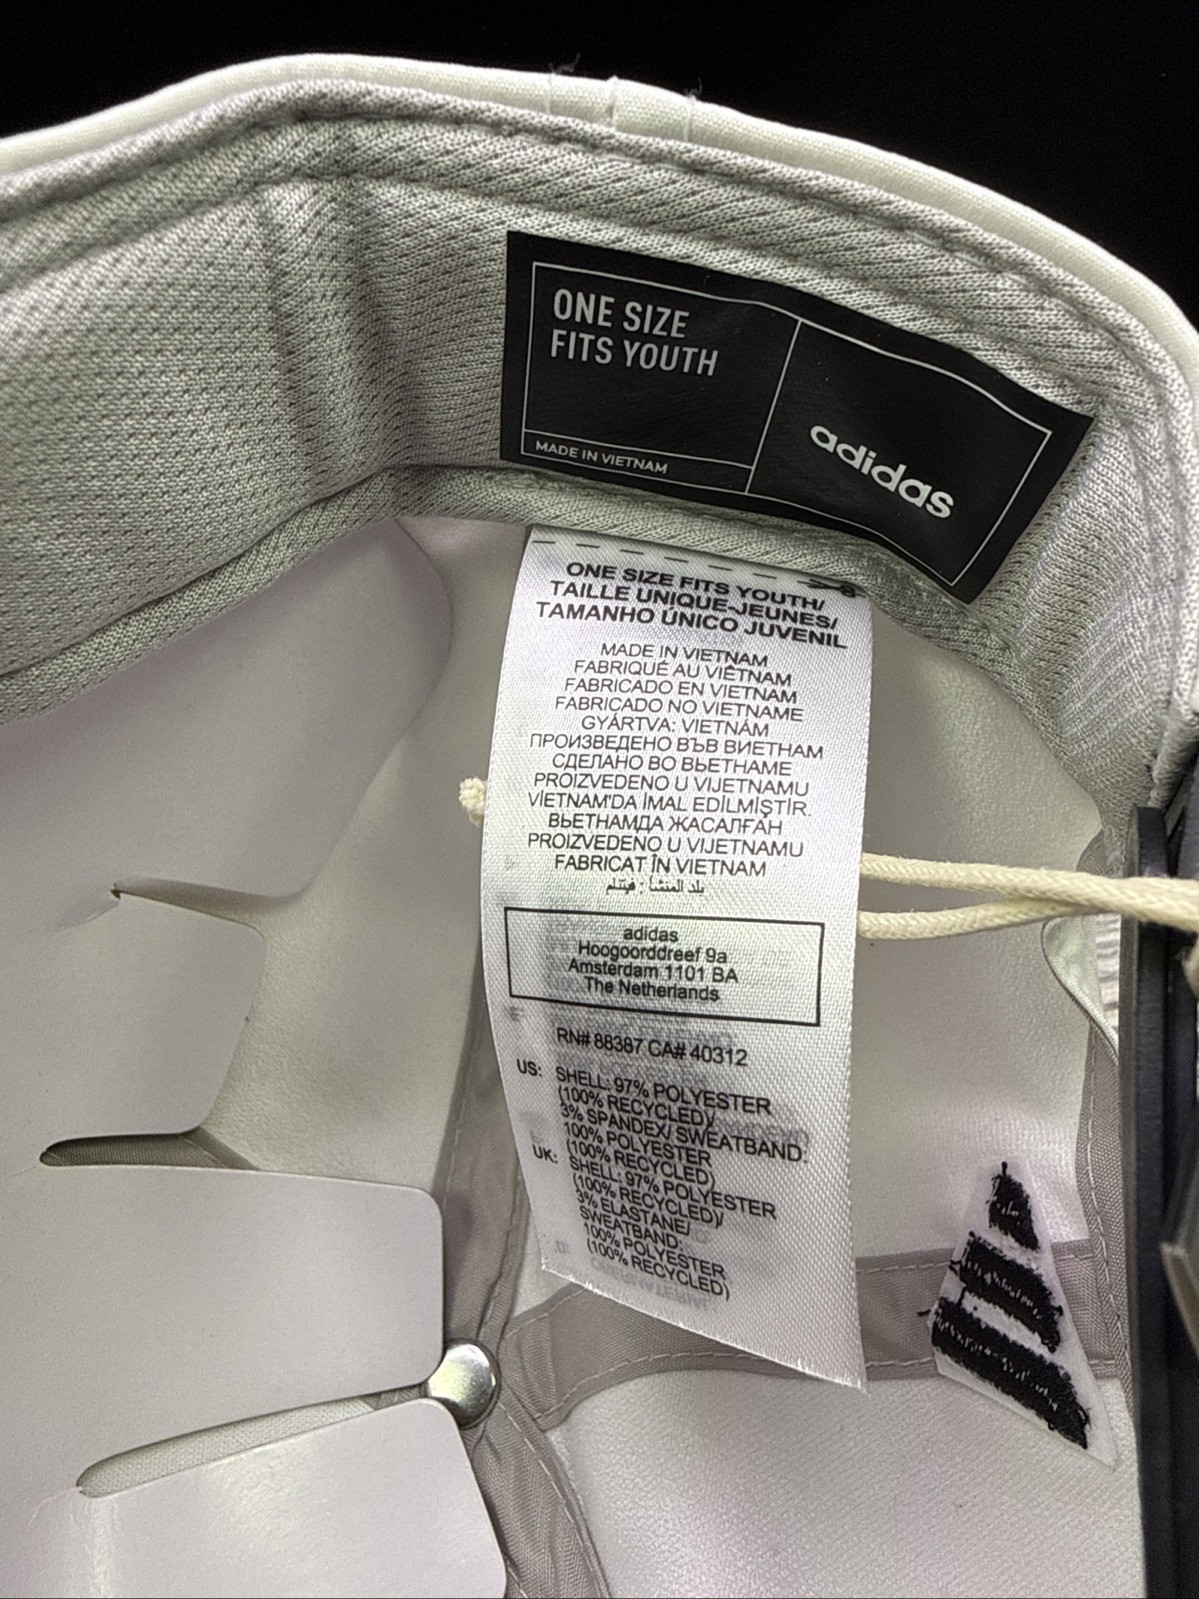 ONE SIZE
FITS YOUTH
MADE IN VIETNAM
adidas
ONE SIZE FITS YOUTH/
TAILLE UNIQUE-JEUNES/
TAMANHO ÚNICO JUVENIL
MADE IN VIETNAM
FABRIQUÉ AU VIÊTNAM
FABRICADO EN VIETNAM
FABRICADO NO VIETNAME
GYÁRTVA: VIETNÁM
ПРОИЗВЕДЕНО ВЪВ ВИЕТНАМ
СДЕЛАНО ВО ВЬЕТНАМЕ
PROIZVEDENO U VIJETNAMU
VİETNAM'DA İMAL EDİLMİŞTİR.
ВЬЕТНАМДА ЖАСАЛҒАН
PROIZVEDENO U VIJETNAMU
FABRICAT ÎN VIETNAM
بلد المنشأ : فيتنام
adidas
Hoogoorddreef 9a
Amsterdam 1101 BA
The Netherlands
RN# 88387 CA# 40312
US: SHELL: 97% POLYESTER
(100% RECYCLED)/
3% SPANDEX/ SWEATBAND:
100% POLYESTER
(100% RECYCLED)
UK: SHELL: 97% POLYESTER
(100% RECYCLED)/
3% ELASTANE/
SWEATBAND:
100% POLYESTER
(100% RECYCLED)